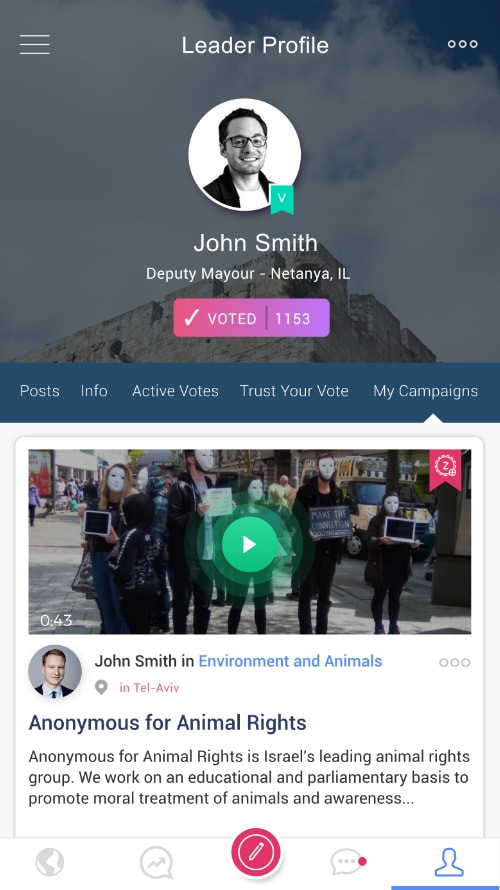 Leader Profile
V
John Smith
Deputy Mayour - Netanya, IL
✓ VOTED | 1153
Posts Info Active Votes Trust Your Vote My Campaigns
Z
MAKE THE
CONNECTION
0:43
John Smith in Environment and Animals
in Tel-Aviv
Anonymous for Animal Rights
Anonymous for Animal Rights is Israel's leading animal rights
group. We work on an educational and parliamentary basis to
promote moral treatment of animals and awareness...